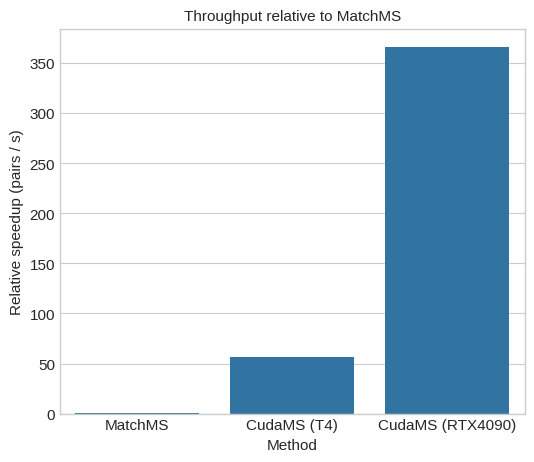 Throughput relative to MatchMS
Relative speedup (pairs / s)
350
300
250
200
150
100
50
0
MatchMS
CudaMS (T4)
CudaMS (RTX4090)
Method